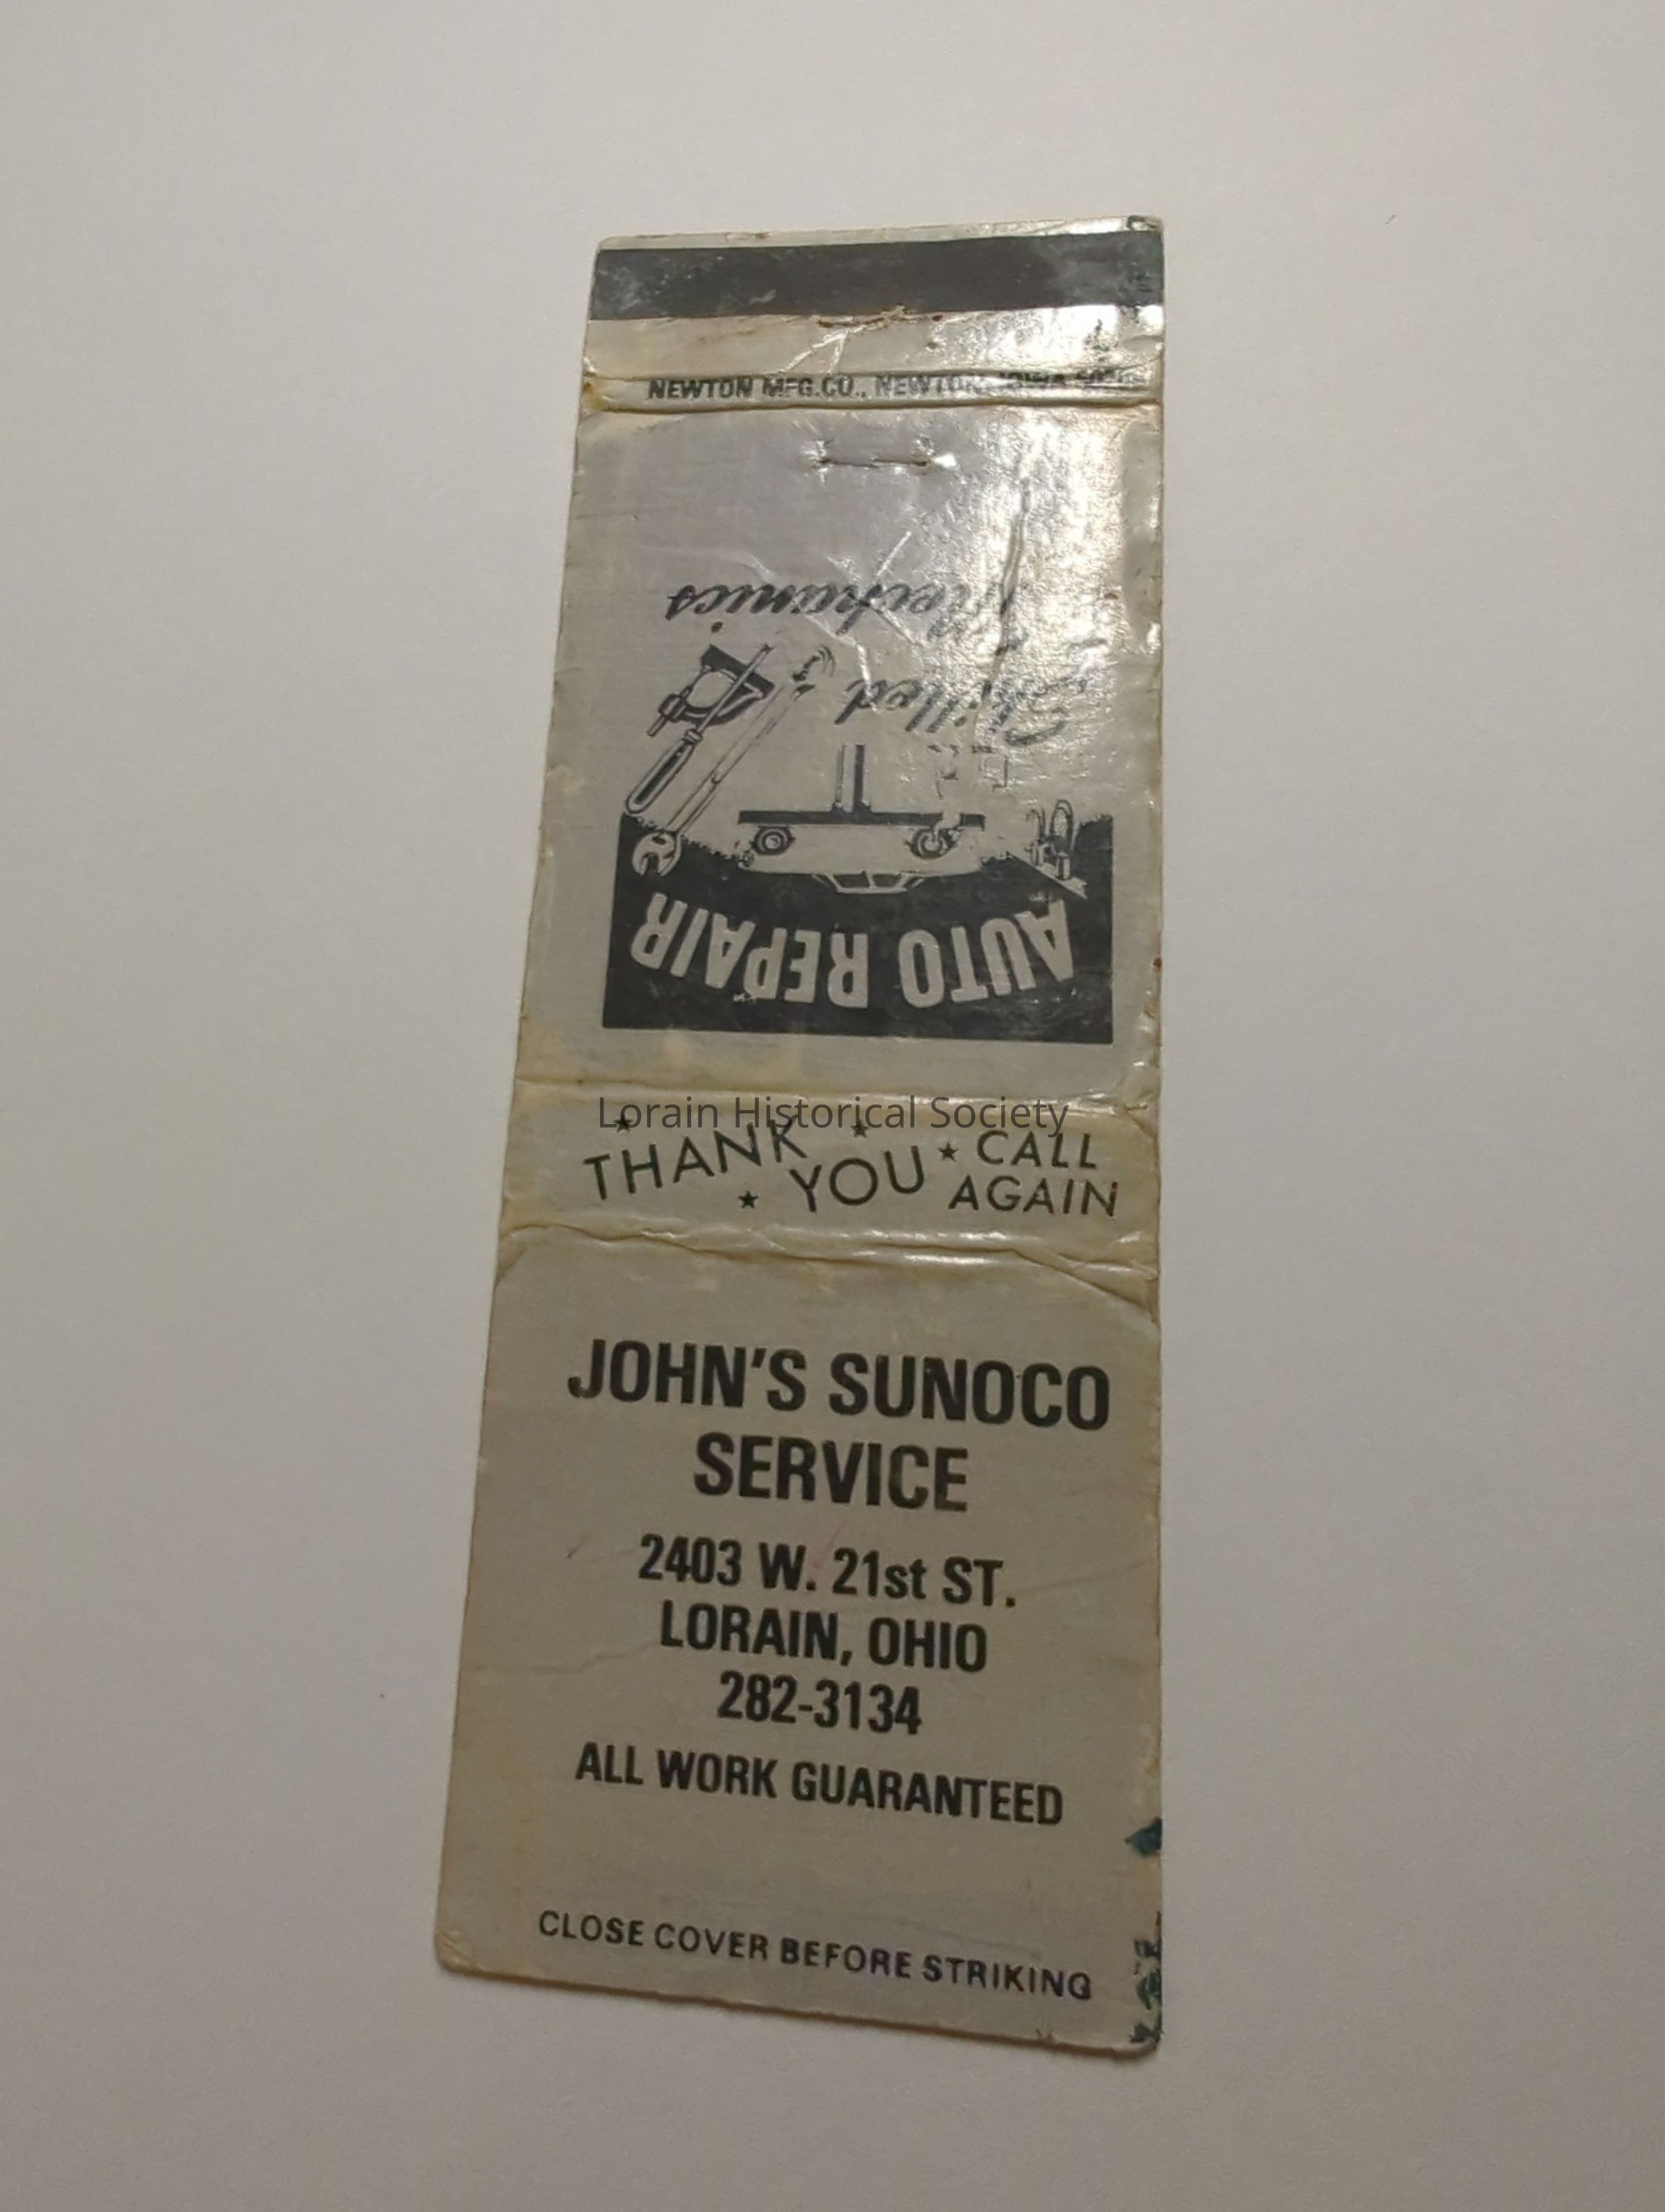 NEWTON MFG.CO., NEWTON, IOWA
AUTO REPAIR
Skilled
Mechanics
Lorain Historical Society
THANK YOU CALL
AGAIN
JOHN'S SUNOCO
SERVICE
2403 W. 21st ST.
LORAIN, OHIO
282-3134
ALL WORK GUARANTEED
CLOSE COVER BEFORE STRIKING